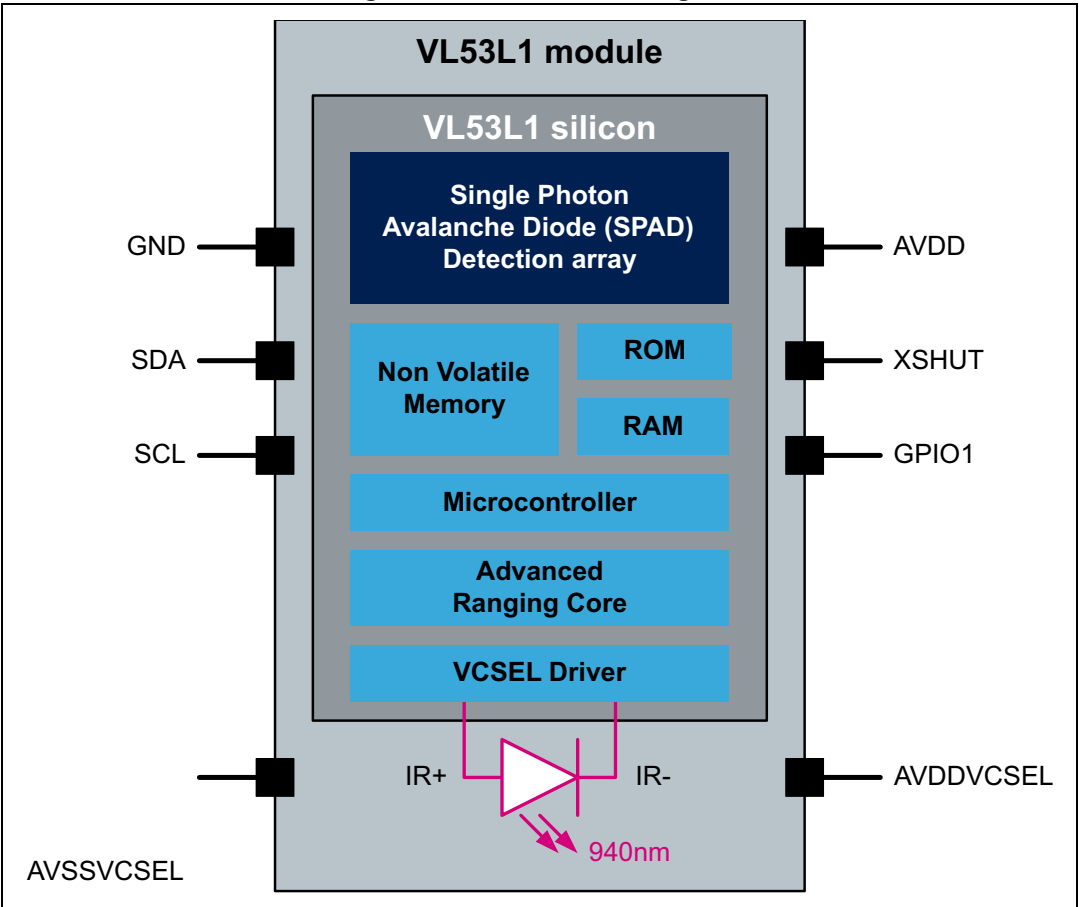 VL53L1 module
VL53L1 silicon
Single Photon
Avalanche Diode (SPAD)
Detection array
GND
AVDD
SDA
Non Volatile
Memory
ROM
XSHUT
RAM
SCL
GPIO1
Microcontroller
Advanced
Ranging Core
VCSEL Driver
IR+
IR-
AVDDVCSEL
940nm
AVSSVCSEL